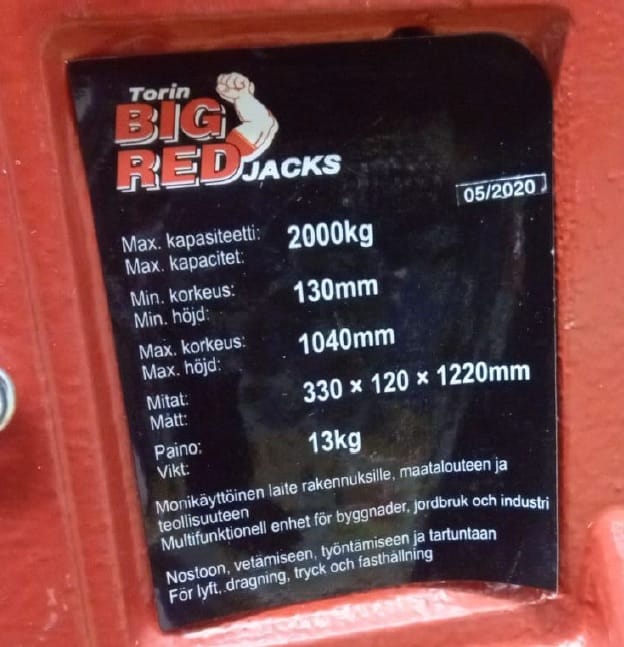 Torin
BIG
RED JACKS
05/2020
Max. kapasiteetti: 2000kg
Max. kapacitet:
Min. korkeus: 130mm
Min. höjd:
Max. korkeus: 1040mm
Max. höjd:
Mitat: 330 × 120 × 1220mm
Mått:
Paino: 13kg
Vikt:
Monikäyttöinen laite rakennuksille, maatalouteen ja
teollisuuteen
Multifunktionell enhet för byggnader, jordbruk och industri
Nostoon, vetämiseen, työntämiseen ja tartuntaan
För lyft, dragning, tryck och fasthållning